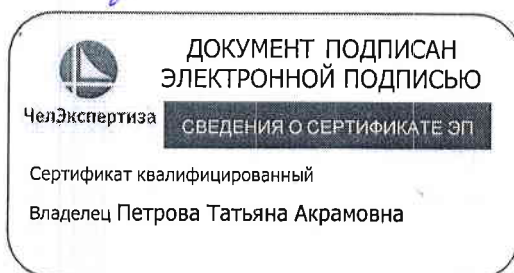 ДОКУМЕНТ ПОДПИСАН
ЭЛЕКТРОННОЙ ПОДПИСЬЮ
ЧелЭкспертиза
СВЕДЕНИЯ О СЕРТИФИКАТЕ ЭП
Сертификат квалифицированный
Владелец Петрова Татьяна Акрамовна